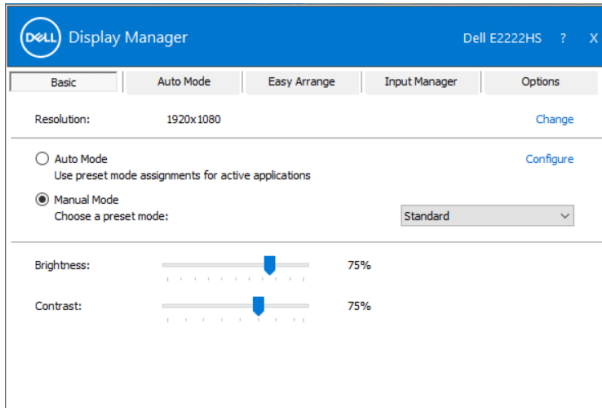 DELL Display Manager Dell E2222HS ? X
Basic Auto Mode Easy Arrange Input Manager Options
Resolution: 1920x1080 Change
Auto Mode Configure
Use preset mode assignments for active applications
Manual Mode
Choose a preset mode: Standard
Brightness: 75%
Contrast: 75%